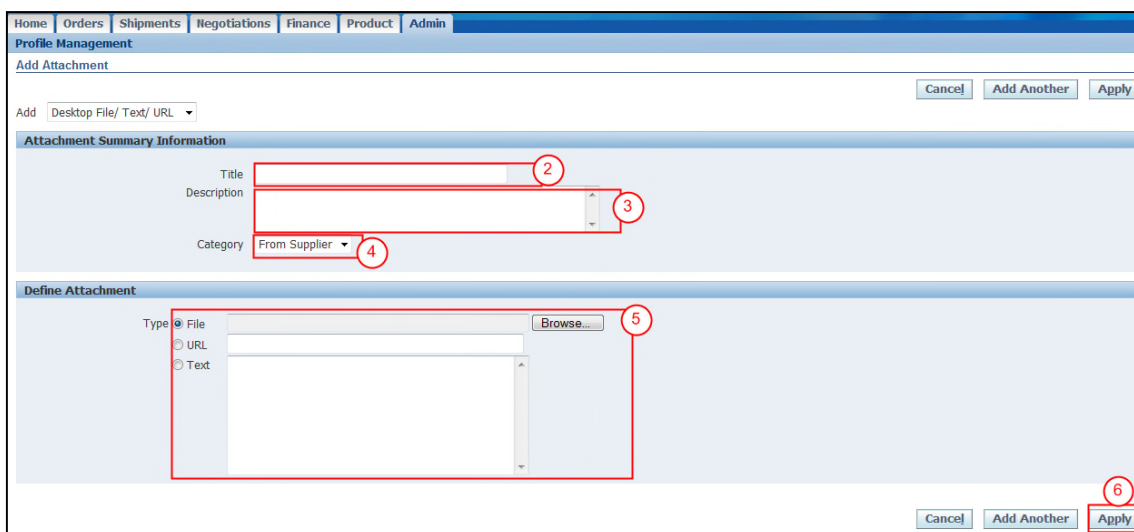 Home Orders Shipments Negotiations Finance Product Admin
Profile Management
Add Attachment
Cancel Add Another Apply
Add Desktop File/ Text/ URL
Attachment Summary Information
Title 2
Description 3
Category From Supplier 4
Define Attachment
Type File Browse... 5
URL
Text
6
Cancel Add Another Apply